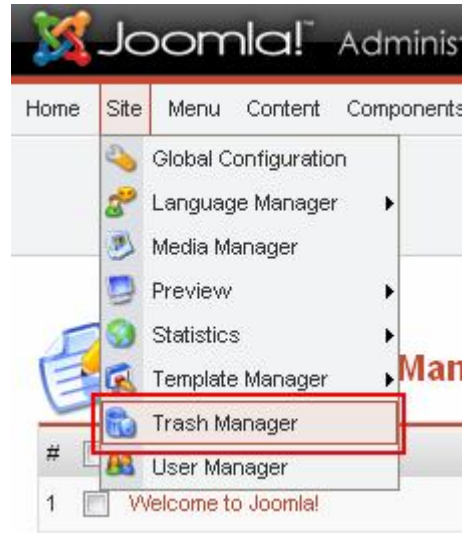 Joomla! Adminis
Home Site Menu Content Components
Global Configuration
Language Manager
Media Manager
Preview
Statistics
Template Manager
Man
Trash Manager
#
User Manager
1 Welcome to Joomla!